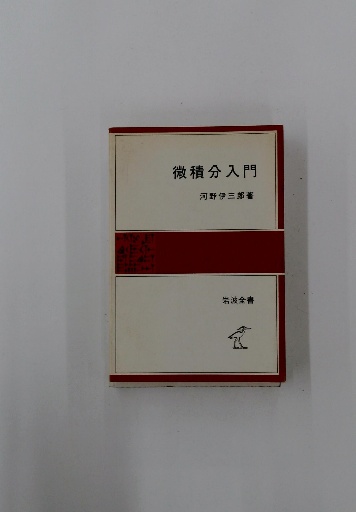 微積分入門
河野伊三郎著
岩波全書